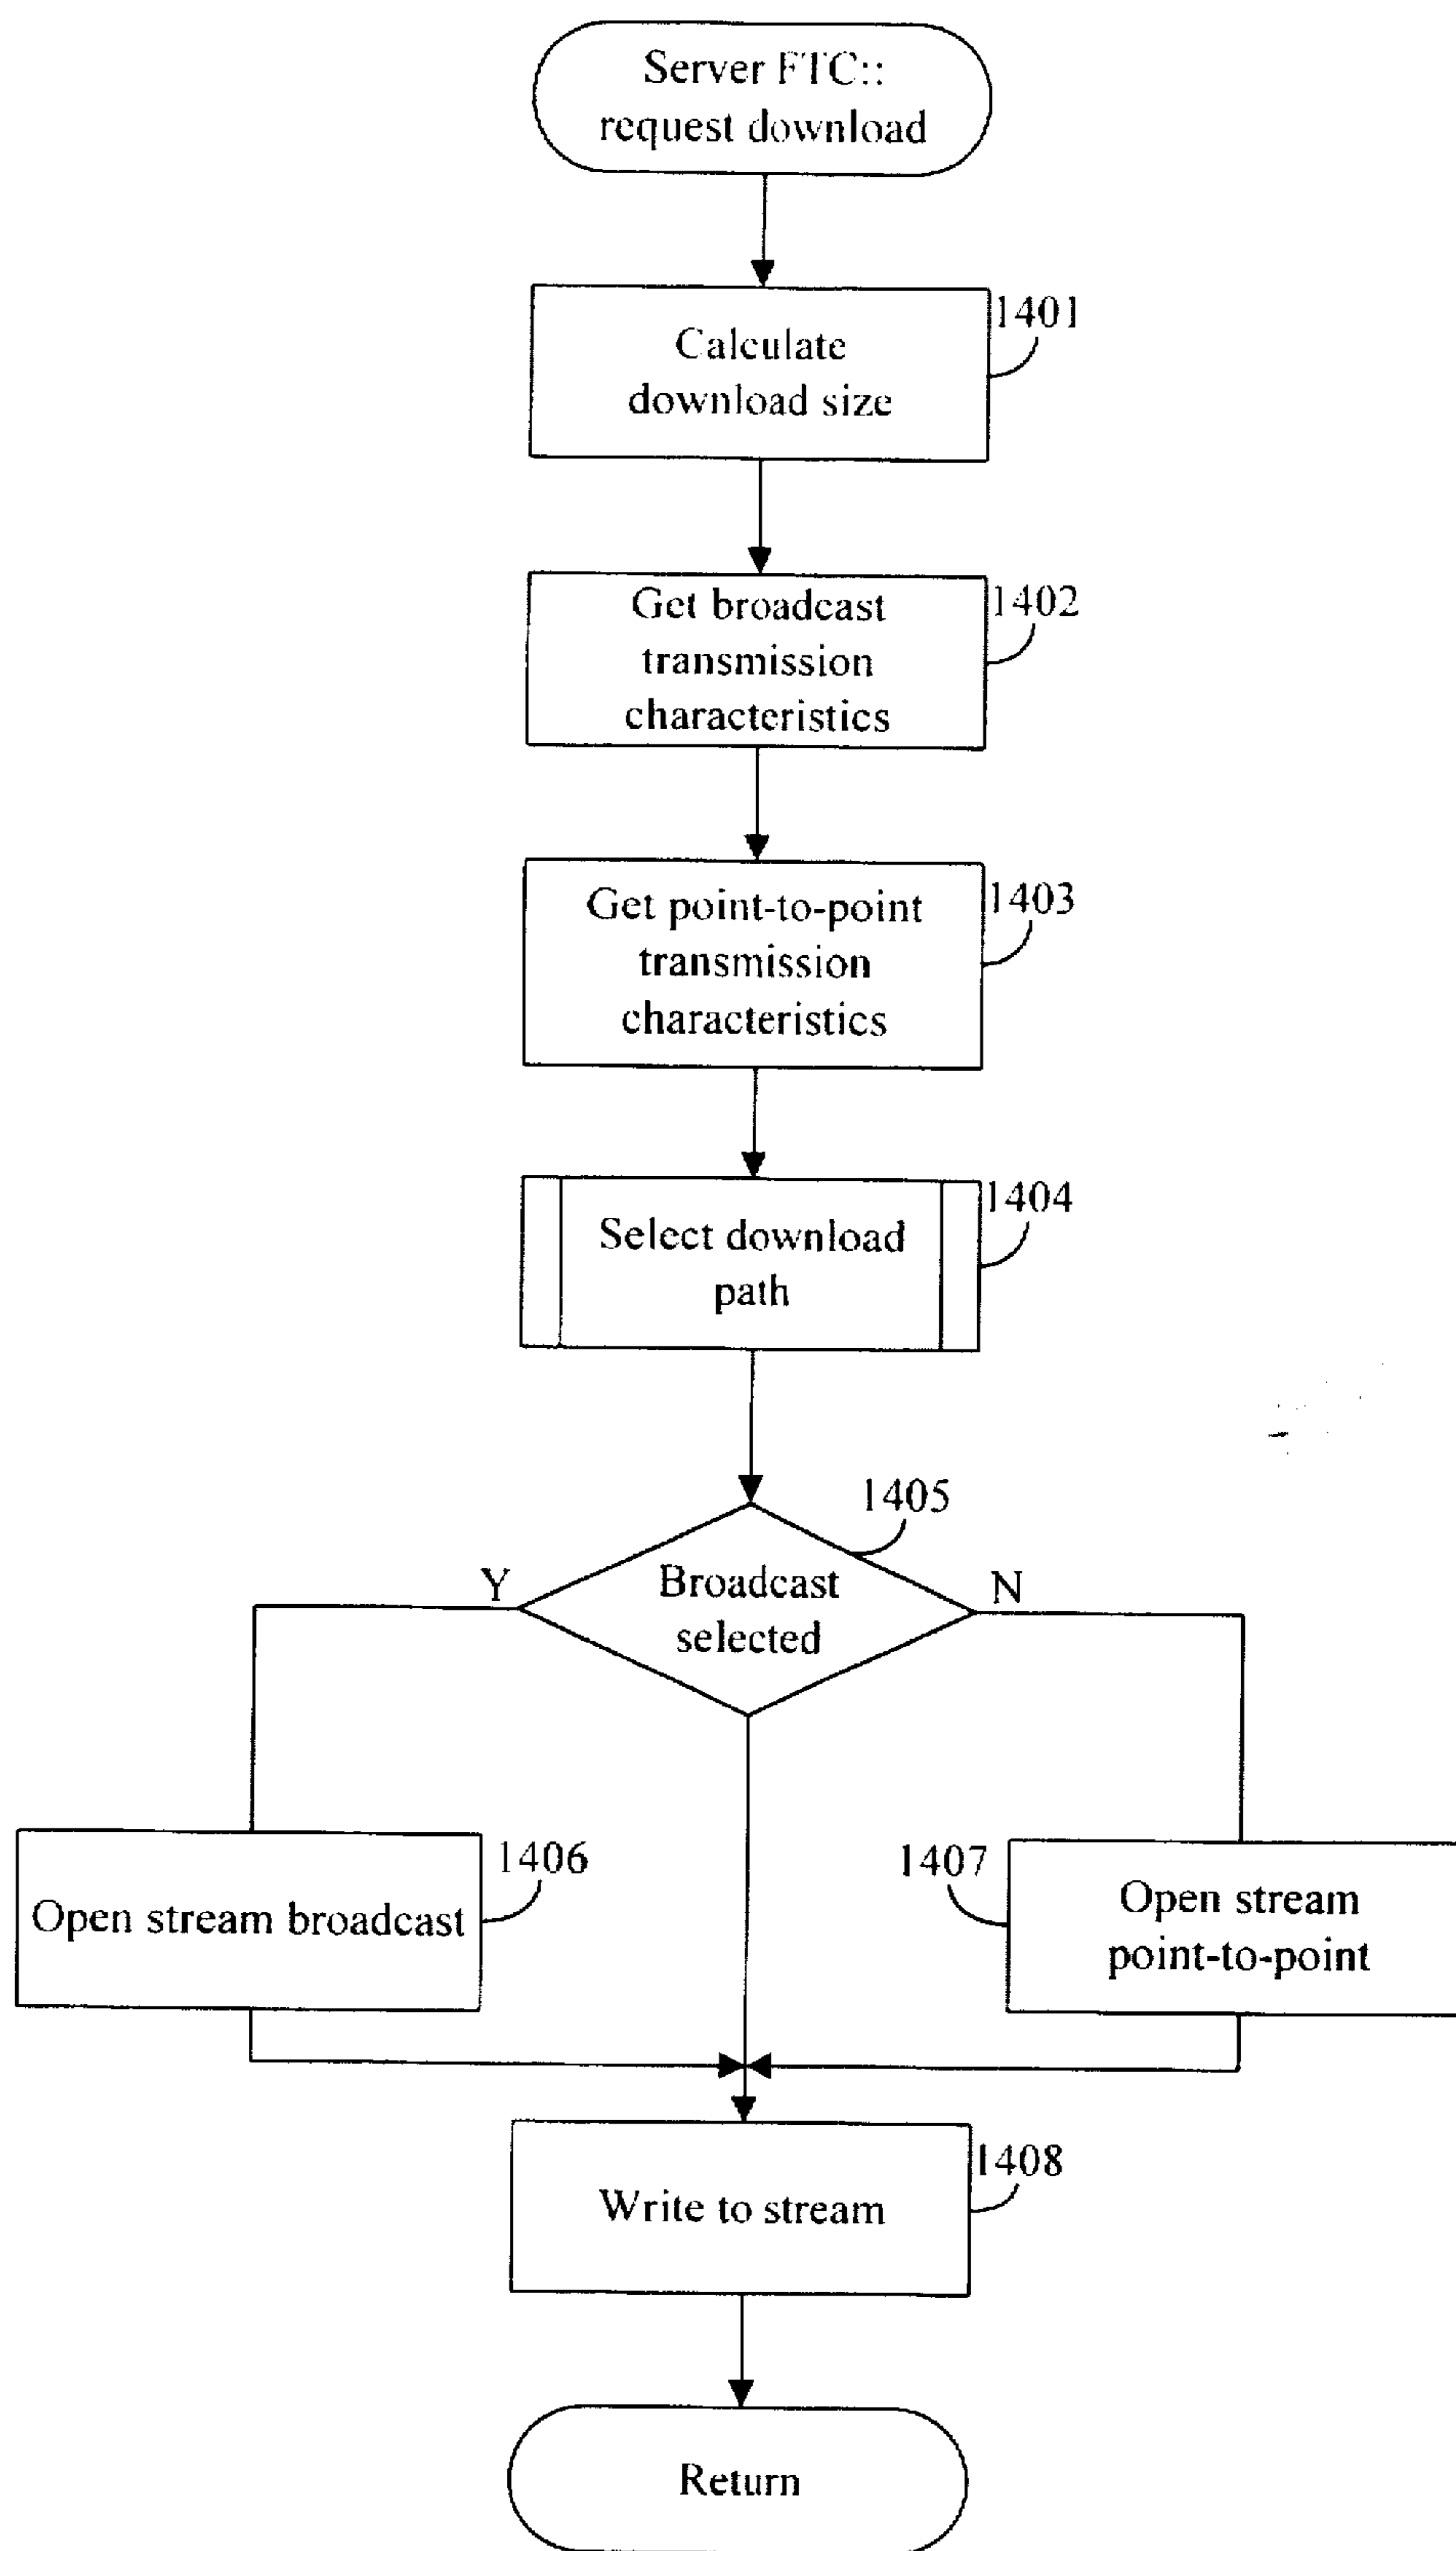 Server FTC::
request download
1401
Calculate
download size
1402
Get broadcast
transmission
characteristics
1403
Get point-to-point
transmission
characteristics
1404
Select download
path
1405
Y
Broadcast
selected
N
1406
Open stream broadcast
1407
Open stream
point-to-point
1408
Write to stream
Return